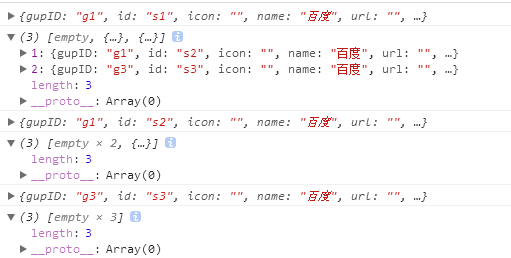 ▶ {gupID: "g1", id: "s1", icon: "", name: "百度", url: "", …}
▼ (3) [empty, {…}, {…}] i
▶ 1: {gupID: "g1", id: "s2", icon: "", name: "百度", url: "", …}
▶ 2: {gupID: "g3", id: "s3", icon: "", name: "百度", url: "", …}
length: 3
▶ __proto__: Array(0)
▶ {gupID: "g1", id: "s2", icon: "", name: "百度", url: "", …}
▼ (3) [empty × 2, {…}] i
length: 3
▶ __proto__: Array(0)
▶ {gupID: "g3", id: "s3", icon: "", name: "百度", url: "", …}
▼ (3) [empty × 3] i
length: 3
▶ __proto__: Array(0)